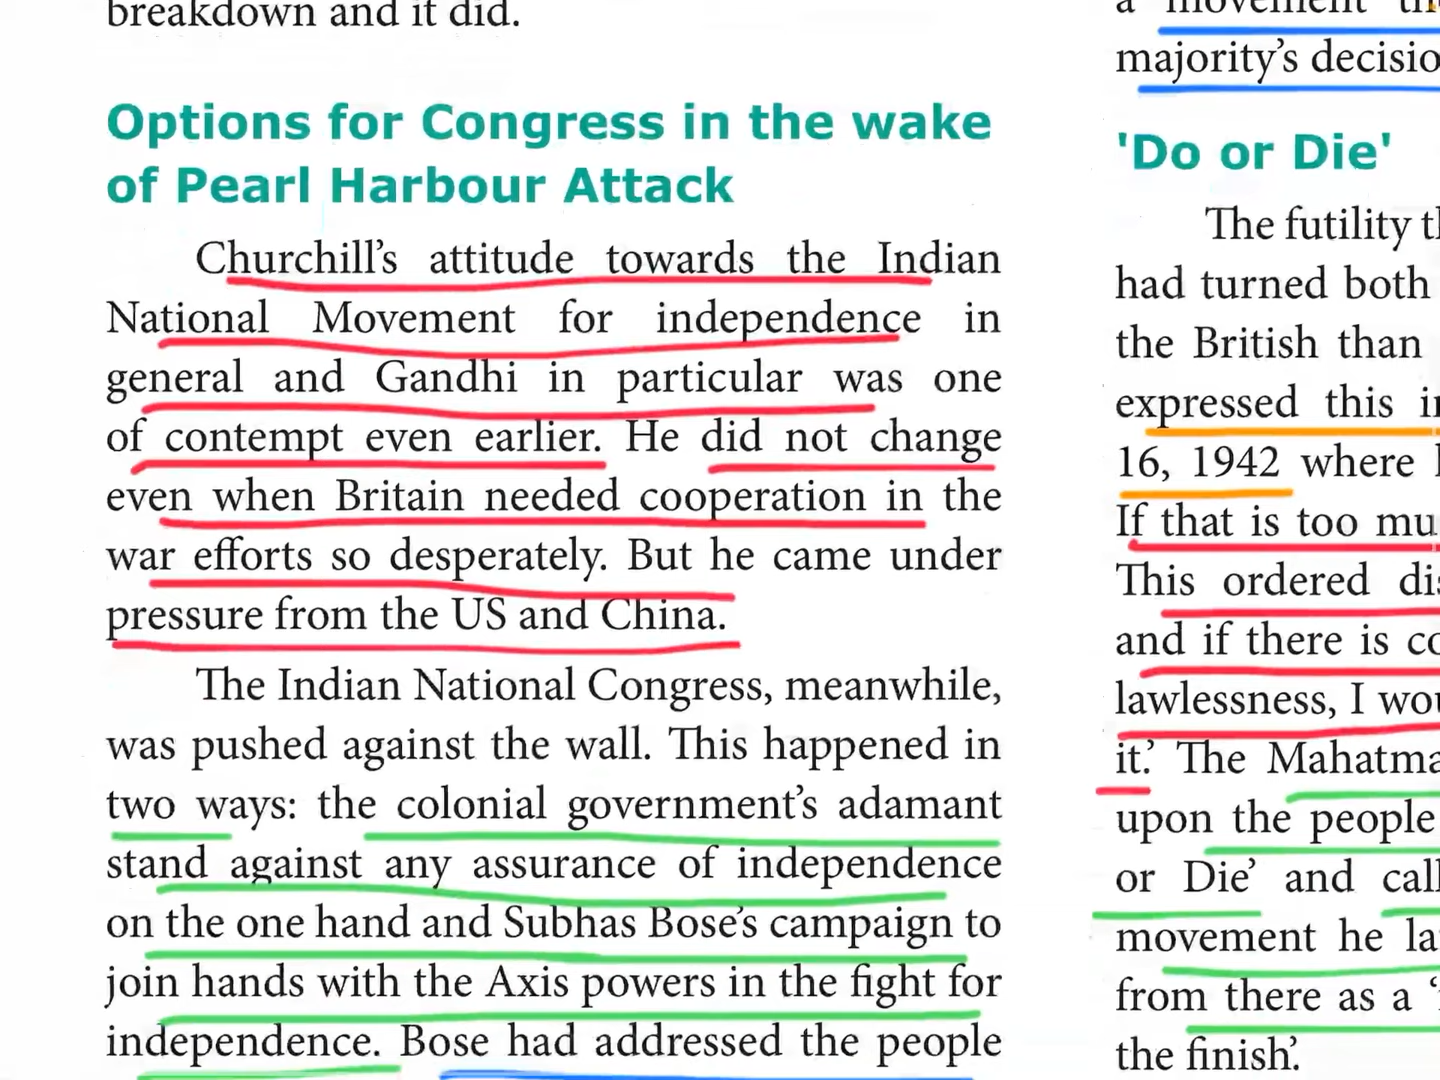 breakdown and it did.
Options for Congress in the wake
of Pearl Harbour Attack
Churchill’s attitude towards the Indian
National Movement for independence in
general and Gandhi in particular was one
of contempt even earlier. He did not change
even when Britain needed cooperation in the
war efforts so desperately. But he came under
pressure from the US and China.
The Indian National Congress, meanwhile,
was pushed against the wall. This happened in
two ways: the colonial government’s adamant
stand against any assurance of independence
on the one hand and Subhas Bose’s campaign to
join hands with the Axis powers in the fight for
independence. Bose had addressed the people
a movement
majority’s
'Do or Die'
The futility
had turned both
the British than
expressed this
16, 1942 where
If that is too
This ordered
and if there is
lawlessness, I
it.’ The Mahatma
upon the people
or Die’ and
movement he
from there as a ‘
the finish’.